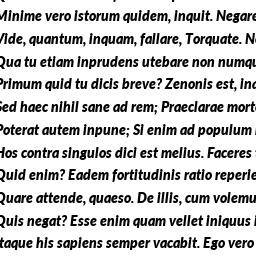 Minime vero istorum quidem, inquit. Negare
Vide, quantum, inquam, fallare, Torquate. N
Qua tu etiam inprudens utebare non numqu
Primum quid tu dicis breve? Zenonis est, inq
Sed haec nihil sane ad rem; Praeclarae mort
Poterat autem inpune; Si enim ad populum
Hos contra singulos dici est melius. Faceres
Quid enim? Eadem fortitudinis ratio reperie
Quare attende, quaeso. De illis, cum volemu
Quis negat? Esse enim quam vellet iniquus i
taque his sapiens semper vacabit. Ego vero